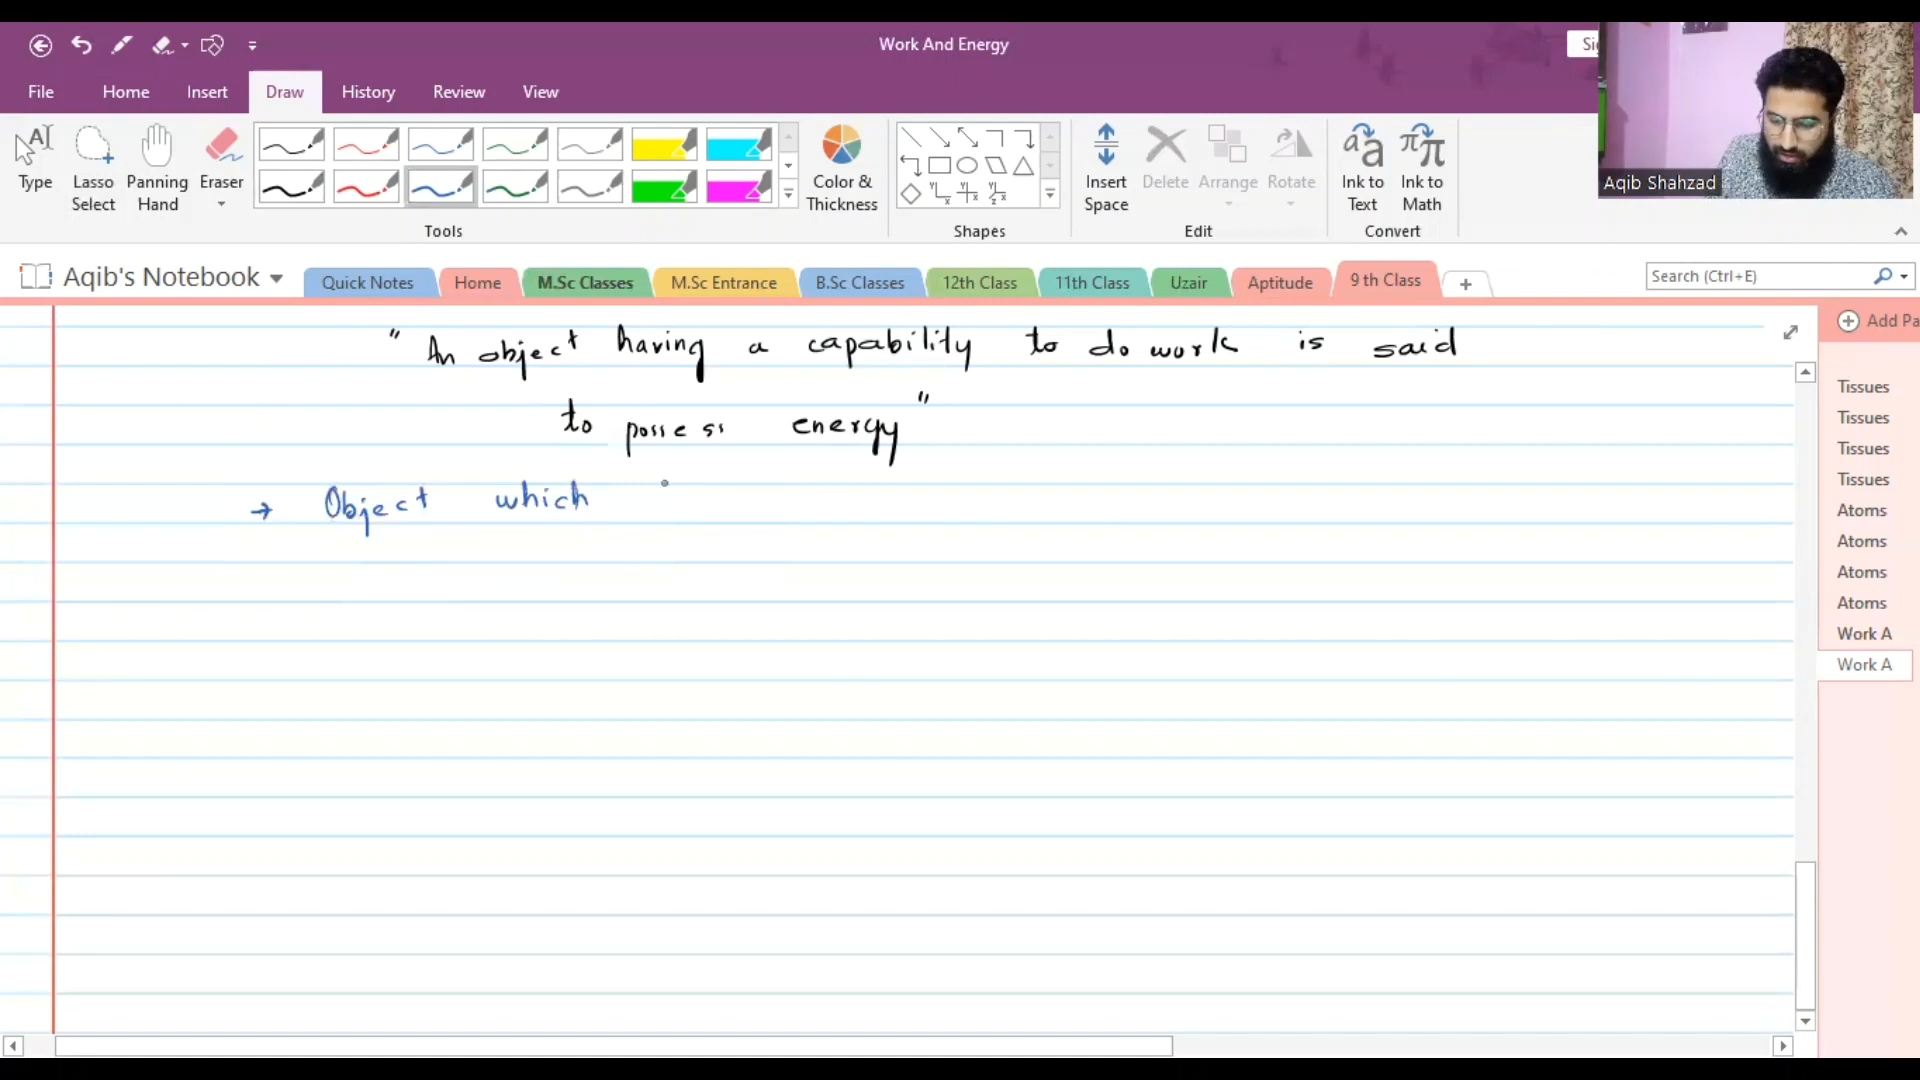 Work And Energy
File Home Insert Draw History Review View
Type
Lasso Select
Panning Hand
Eraser
Color & Thickness
Insert Space
Delete Arrange Rotate
Ink to Text
Ink to Math
Tools Shapes Edit Convert
Aqib Shahzad
Aqib's Notebook Quick Notes Home M.Sc Classes M.Sc Entrance B.Sc Classes 12th Class 11th Class Uzair Aptitude 9 th Class Search (Ctrl+E)
Add Pa
" An object having a capability to do work is said
to possess energy "
→ Object which
Tissues
Tissues
Tissues
Tissues
Atoms
Atoms
Atoms
Atoms
Work A
Work A